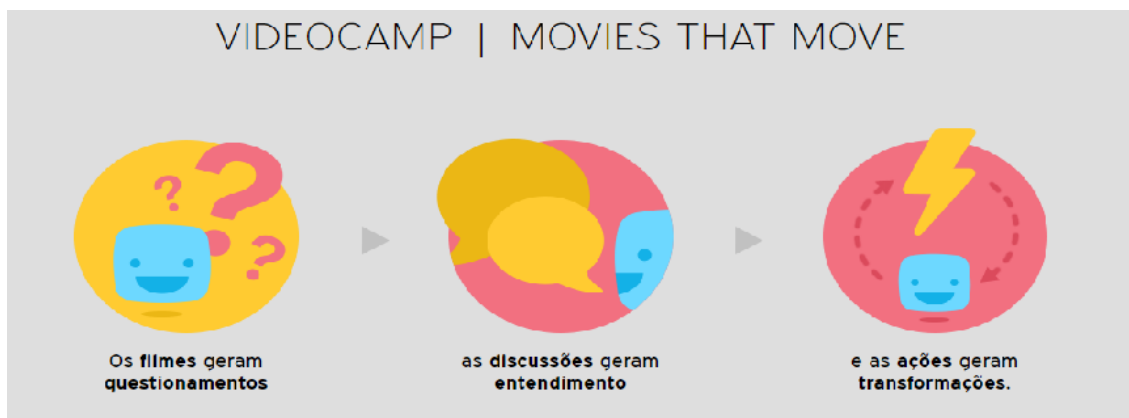 VIDEOCAMP | MOVIES THAT MOVE
? ? ?
Os filmes geram
questionamentos
as discussões geram
entendimento
e as ações geram
transformações.